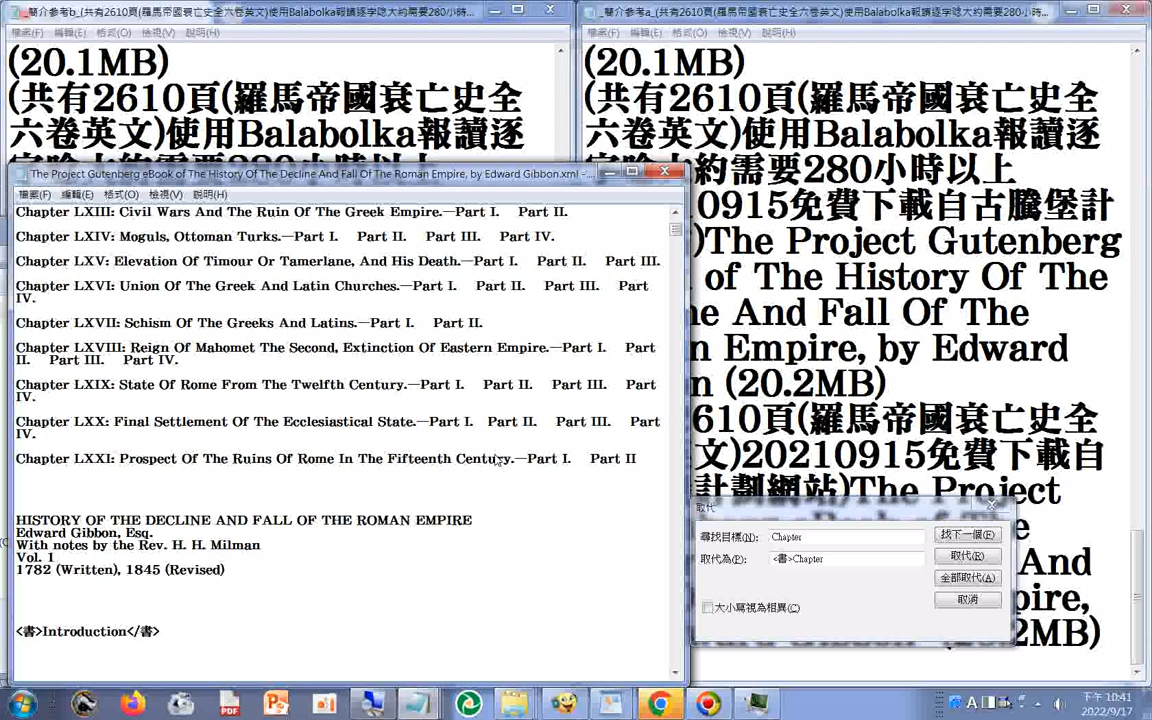 _簡介參考b_(共有2610頁(羅馬帝國衰亡史全六卷英文)使用Balabolka報讀逐字唸大約需要280小時...
檔案(F) 編輯(E) 格式(O) 檢視(V) 說明(H)
(20.1MB)
(共有2610頁(羅馬帝國衰亡史全
六卷英文)使用Balabolka報讀逐
_簡介參考a_(共有2610頁(羅馬帝國衰亡史全六卷英文)使用Balabolka報讀逐字唸大約需要280小時...
檔案(F) 編輯(E) 格式(O) 檢視(V) 說明(H)
(20.1MB)
(共有2610頁(羅馬帝國衰亡史全
六卷英文)使用Balabolka報讀逐
約需要280小時以上
0915免費下載自古騰堡計
)The Project Gutenberg
of The History Of The
e And Fall Of The
n Empire, by Edward
n (20.2MB)
610頁(羅馬帝國衰亡史全
文)20210915免費下載自
計劃網站)The Project
And
pire,
2MB)
The Project Gutenberg eBook of The History Of The Decline And Fall Of The Roman Empire, by Edward Gibbon.xml -...
檔案(F) 編輯(E) 格式(O) 檢視(V) 說明(H)
Chapter LXIII: Civil Wars And The Ruin Of The Greek Empire.—Part I. Part II.
Chapter LXIV: Moguls, Ottoman Turks.—Part I. Part II. Part III. Part IV.
Chapter LXV: Elevation Of Timour Or Tamerlane, And His Death.—Part I. Part II. Part III.
Chapter LXVI: Union Of The Greek And Latin Churches.—Part I. Part II. Part III. Part
IV.
Chapter LXVII: Schism Of The Greeks And Latins.—Part I. Part II.
Chapter LXVIII: Reign Of Mahomet The Second, Extinction Of Eastern Empire.—Part I. Part
II. Part III. Part IV.
Chapter LXIX: State Of Rome From The Twelfth Century.—Part I. Part II. Part III. Part
IV.
Chapter LXX: Final Settlement Of The Ecclesiastical State.—Part I. Part II. Part III. Part
IV.
Chapter LXXI: Prospect Of The Ruins Of Rome In The Fifteenth Century.—Part I. Part II
HISTORY OF THE DECLINE AND FALL OF THE ROMAN EMPIRE
Edward Gibbon, Esq.
With notes by the Rev. H. H. Milman
Vol. 1
1782 (Written), 1845 (Revised)
<書>Introduction</書>
取代
尋找目標(N): Chapter
找下一個(F)
取代為(P): <書>Chapter
取代(R)
全部取代(A)
取消
大小寫視為相異(C)
PDF
A
下午 10:41
2022/9/17